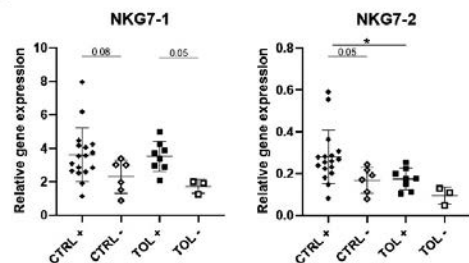 NKG7-1
Relative gene expression
10
8
6
4
2
0
0.08
0.05
CTRL +
CTRL -
TOL +
TOL -
NKG7-2
Relative gene expression
0.8
0.6
0.4
0.2
0.0
*
0.05
CTRL +
CTRL -
TOL +
TOL -